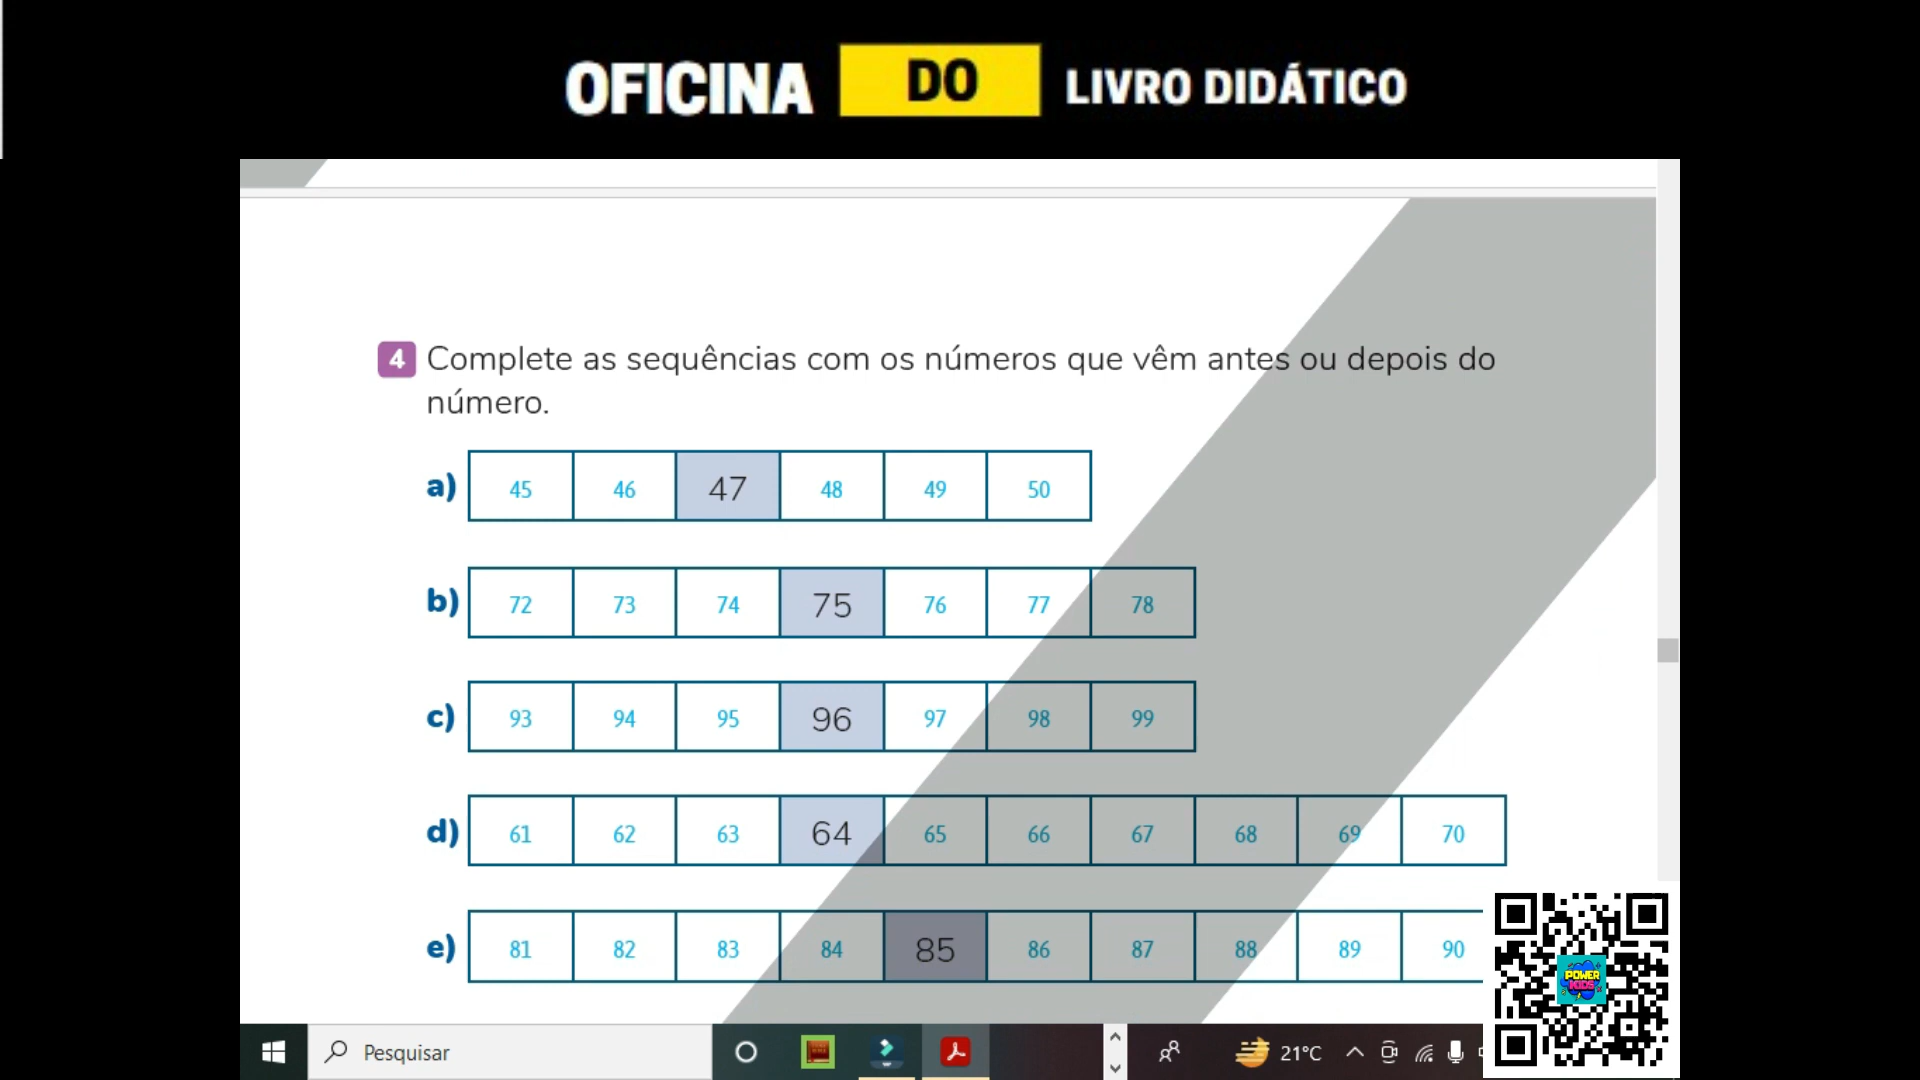 OFICINA DO LIVRO DIDÁTICO
4 Complete as sequências com os números que vêm antes ou depois do
número.
a) 45 46 47 48 49 50
b) 72 73 74 75 76 77 78
c) 93 94 95 96 97 98 99
d) 61 62 63 64 65 66 67 68 69 70
e) 81 82 83 84 85 86 87 88 89 90
POWER
KIDS
Pesquisar
21°C